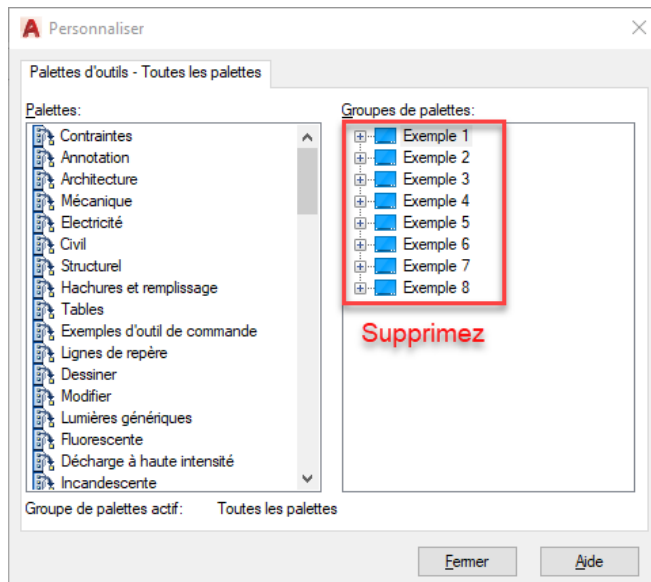 Personnaliser
Palettes d'outils - Toutes les palettes
Palettes:
Contraintes
Annotation
Architecture
Mécanique
Electricité
Civil
Structurel
Hachures et remplissage
Tables
Exemples d'outil de commande
Lignes de repère
Dessiner
Modifier
Lumières génériques
Fluorescente
Décharge à haute intensité
Incandescente
Groupes de palettes:
Exemple 1
Exemple 2
Exemple 3
Exemple 4
Exemple 5
Exemple 6
Exemple 7
Exemple 8
Supprimez
Groupe de palettes actif: Toutes les palettes
Fermer
Aide